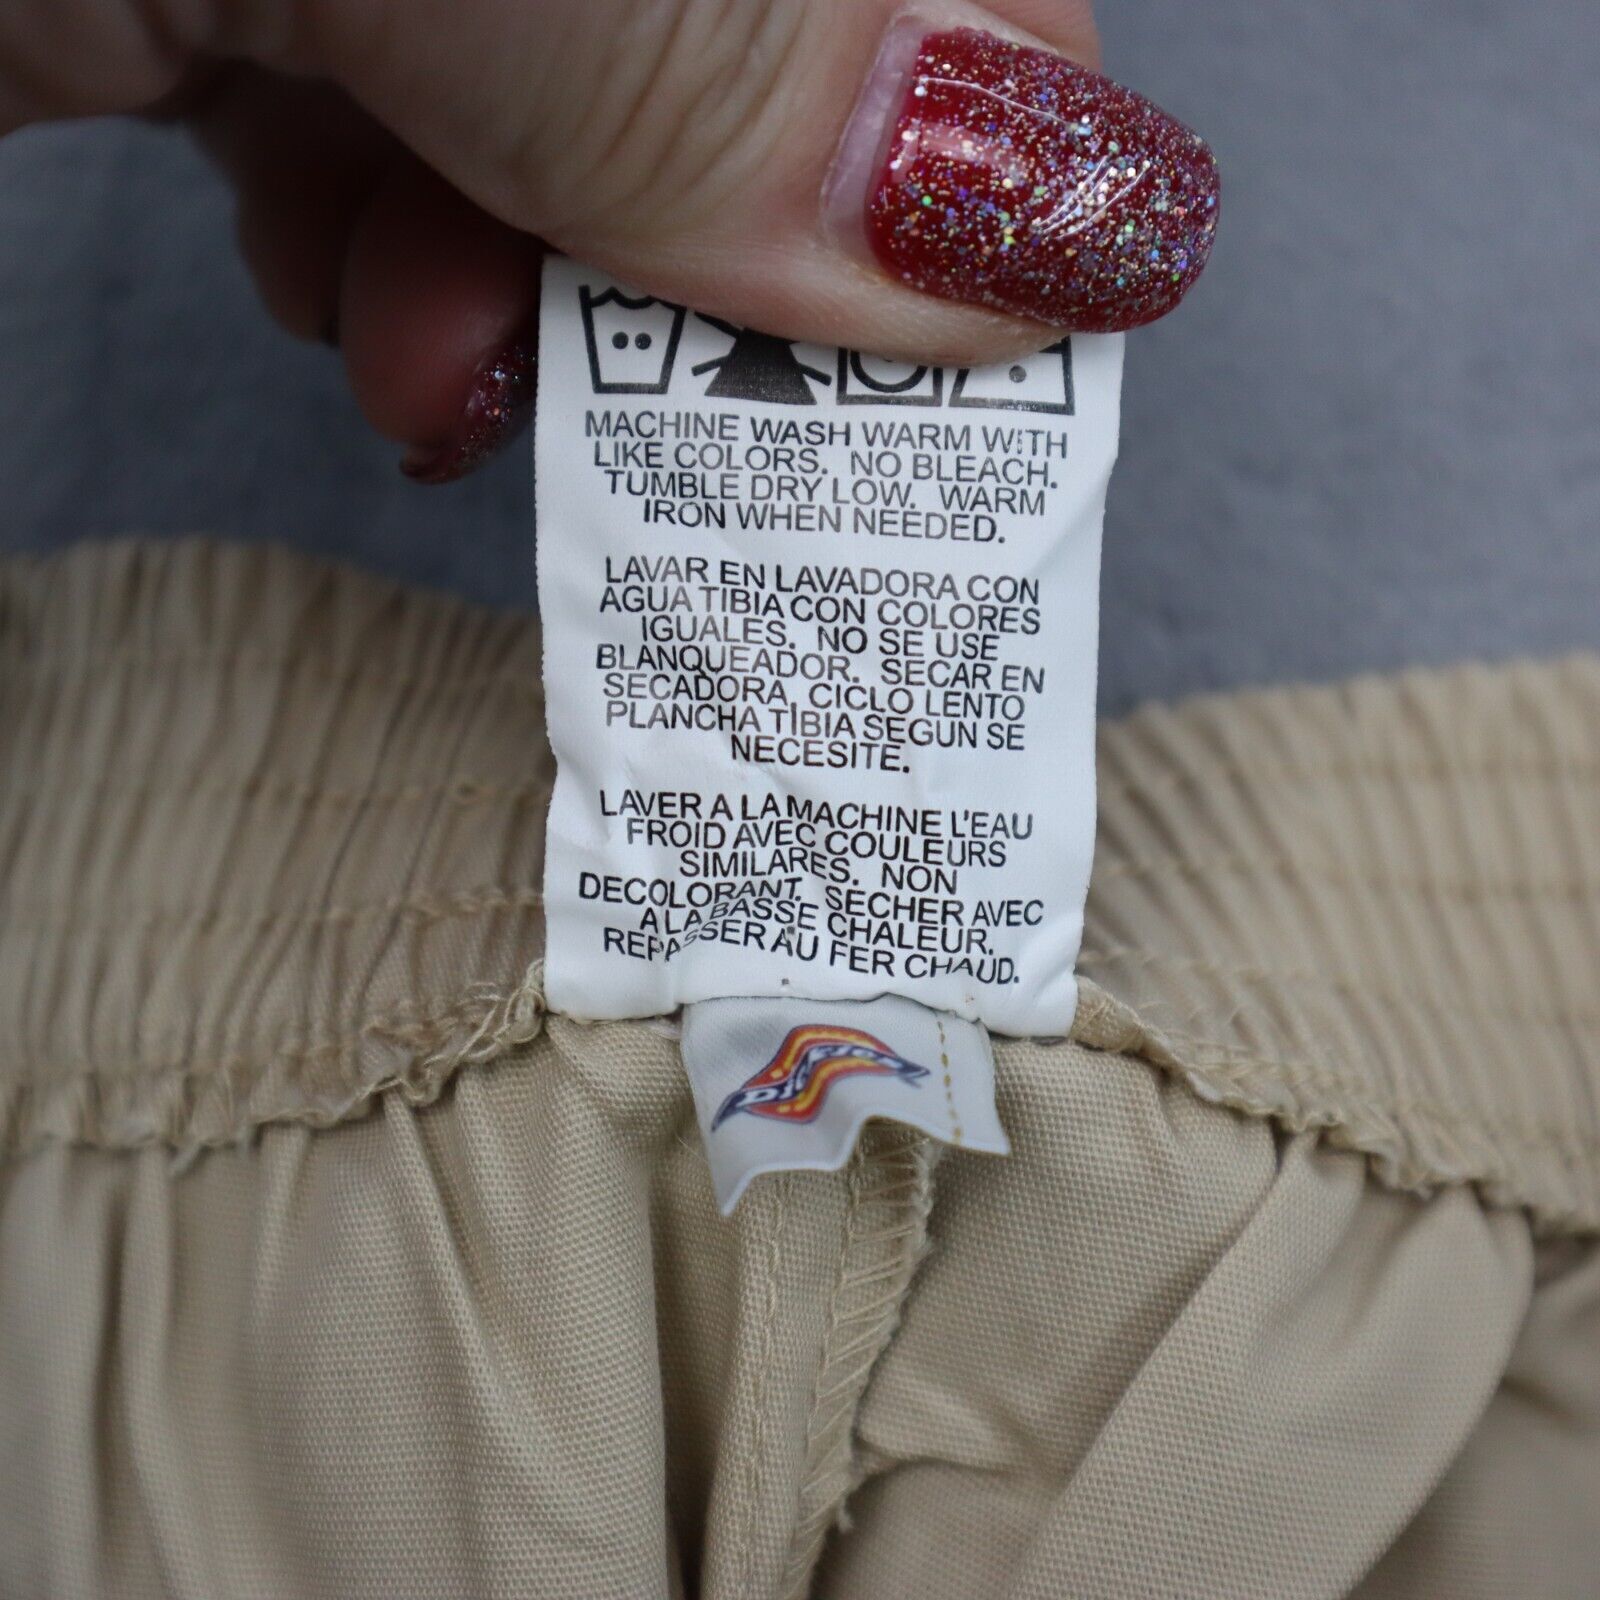 MACHINE WASH WARM WITH
LIKE COLORS. NO BLEACH.
TUMBLE DRY LOW. WARM
IRON WHEN NEEDED.
LAVAR EN LAVADORA CON
AGUA TIBIA CON COLORES
IGUALES. NO SE USE
BLANQUEADOR. SECAR EN
SECADORA, CICLO LENTO
PLANCHA TIBIA SEGUN SE
NECESITE.
LAVER A LA MACHINE L'EAU
FROID AVEC COULEURS
SIMILARES. NON
DECOLORANT. SECHER AVEC
A LA BASSE CHALEUR.
REPASSER AU FER CHAUD.
Dickies